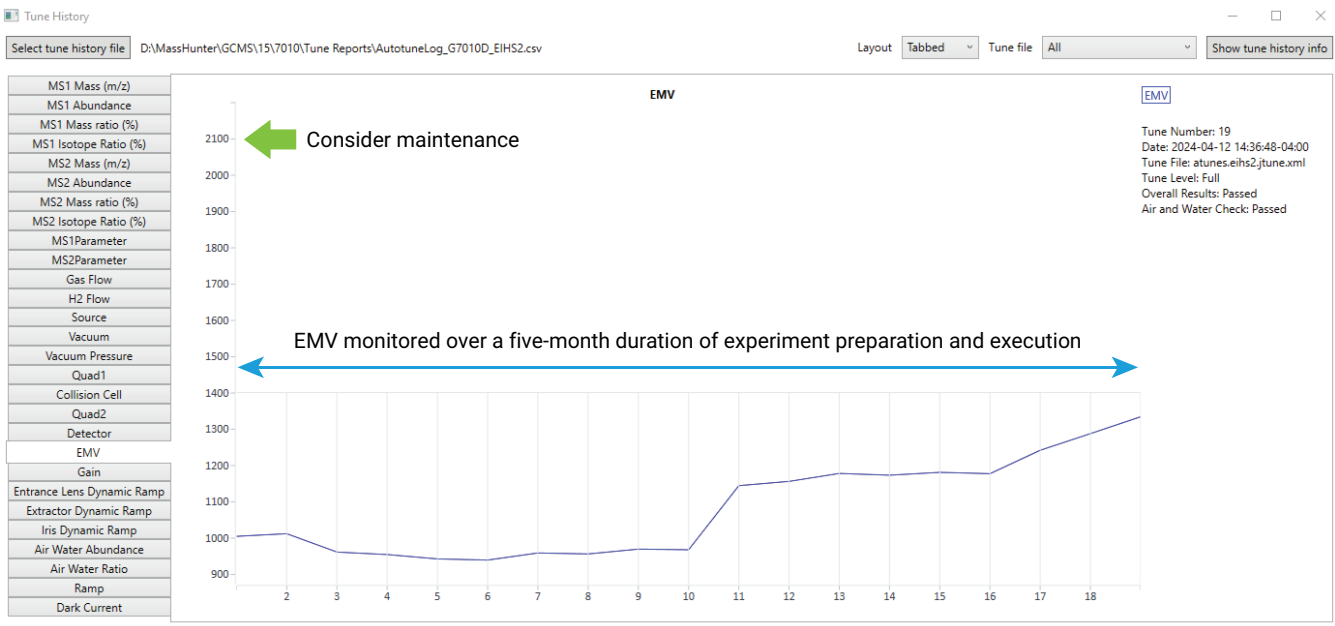 Tune History
Select tune history file D:\MassHunter\GCMS\15\7010\Tune Reports\AutotuneLog_G7010D_EIHS2.csv Layout Tabbed Tune file All Show tune history info
MS1 Mass (m/z)
MS1 Abundance
MS1 Mass ratio (%)
MS1 Isotope Ratio (%)
MS2 Mass (m/z)
MS2 Abundance
MS2 Mass ratio (%)
MS2 Isotope Ratio (%)
MS1Parameter
MS2Parameter
Gas Flow
H2 Flow
Source
Vacuum
Vacuum Pressure
Quad1
Collision Cell
Quad2
Detector
EMV
Gain
Entrance Lens Dynamic Ramp
Extractor Dynamic Ramp
Iris Dynamic Ramp
Air Water Abundance
Air Water Ratio
Ramp
Dark Current
EMV
2100 Consider maintenance
2000
1900
1800
1700
1600
EMV monitored over a five-month duration of experiment preparation and execution
1500
1400
1300
1200
1100
1000
900
2 3 4 5 6 7 8 9 10 11 12 13 14 15 16 17 18
EMV
Tune Number: 19
Date: 2024-04-12 14:36:48-04:00
Tune File: atunes.eihs2.jtune.xml
Tune Level: Full
Overall Results: Passed
Air and Water Check: Passed